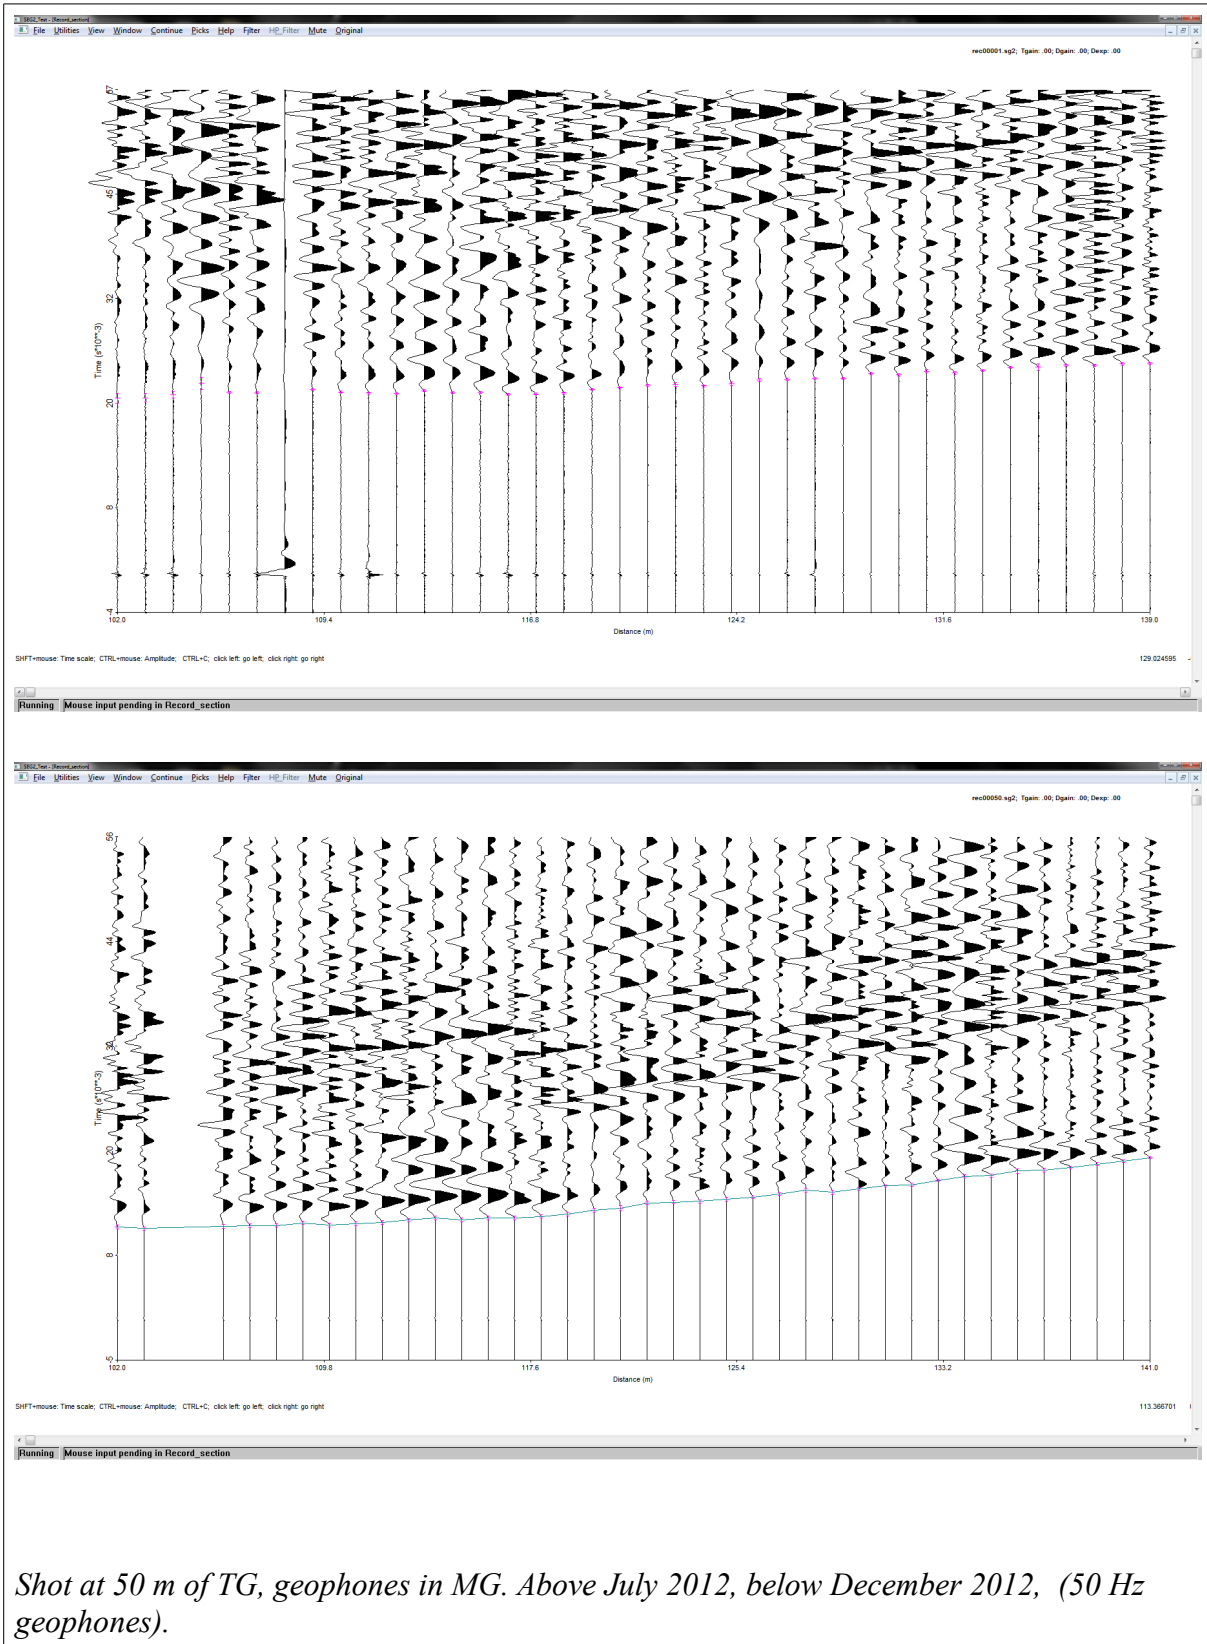 SEG2_Test - [Record_section]
File Utilities View Window Continue Picks Help Filter HP_Filter Mute Original
rec00001.sg2; Tgain: .00; Dgain: .00; Dexp: .00
57
45
32
20
8
-4
Time (s*10**-3)
102.0 109.4 116.8 124.2 131.6 139.0
Distance (m)
SHFT+mouse: Time scale; CTRL+mouse: Amplitude; CTRL+C; click left: go left; click right: go right 129.024595
Running Mouse input pending in Record_section
SEG2_Test - [Record_section]
File Utilities View Window Continue Picks Help Filter HP_Filter Mute Original
rec00050.sg2; Tgain: .00; Dgain: .00; Dexp: .00
56
44
32
20
8
-5
Time (s*10**-3)
102.0 109.8 117.6 125.4 133.2 141.0
Distance (m)
SHFT+mouse: Time scale; CTRL+mouse: Amplitude; CTRL+C; click left: go left; click right: go right 113.366701
Running Mouse input pending in Record_section
Shot at 50 m of TG, geophones in MG. Above July 2012, below December 2012, (50 Hz
geophones).